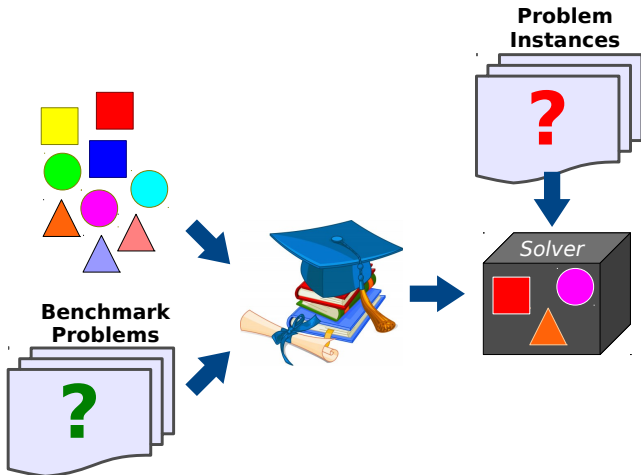 Problem
Instances
?
Solver
Benchmark
Problems
?